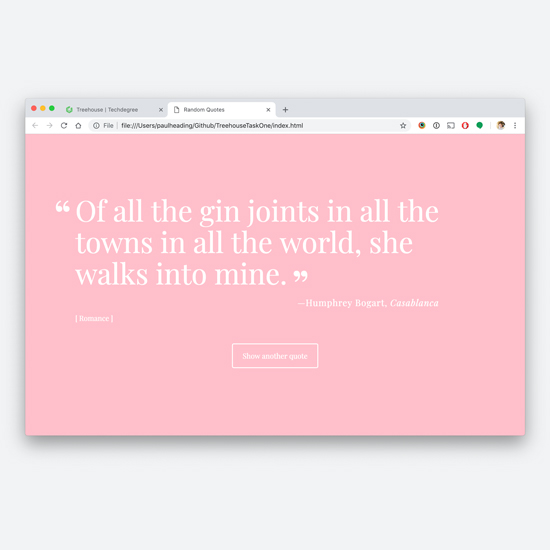 Treehouse | Techdegree
Random Quotes
File
file:///Users/paulheading/Github/TreehouseTaskOne/index.html
“Of all the gin joints in all the
towns in all the world, she
walks into mine.”
—Humphrey Bogart, Casablanca
[ Romance ]
Show another quote